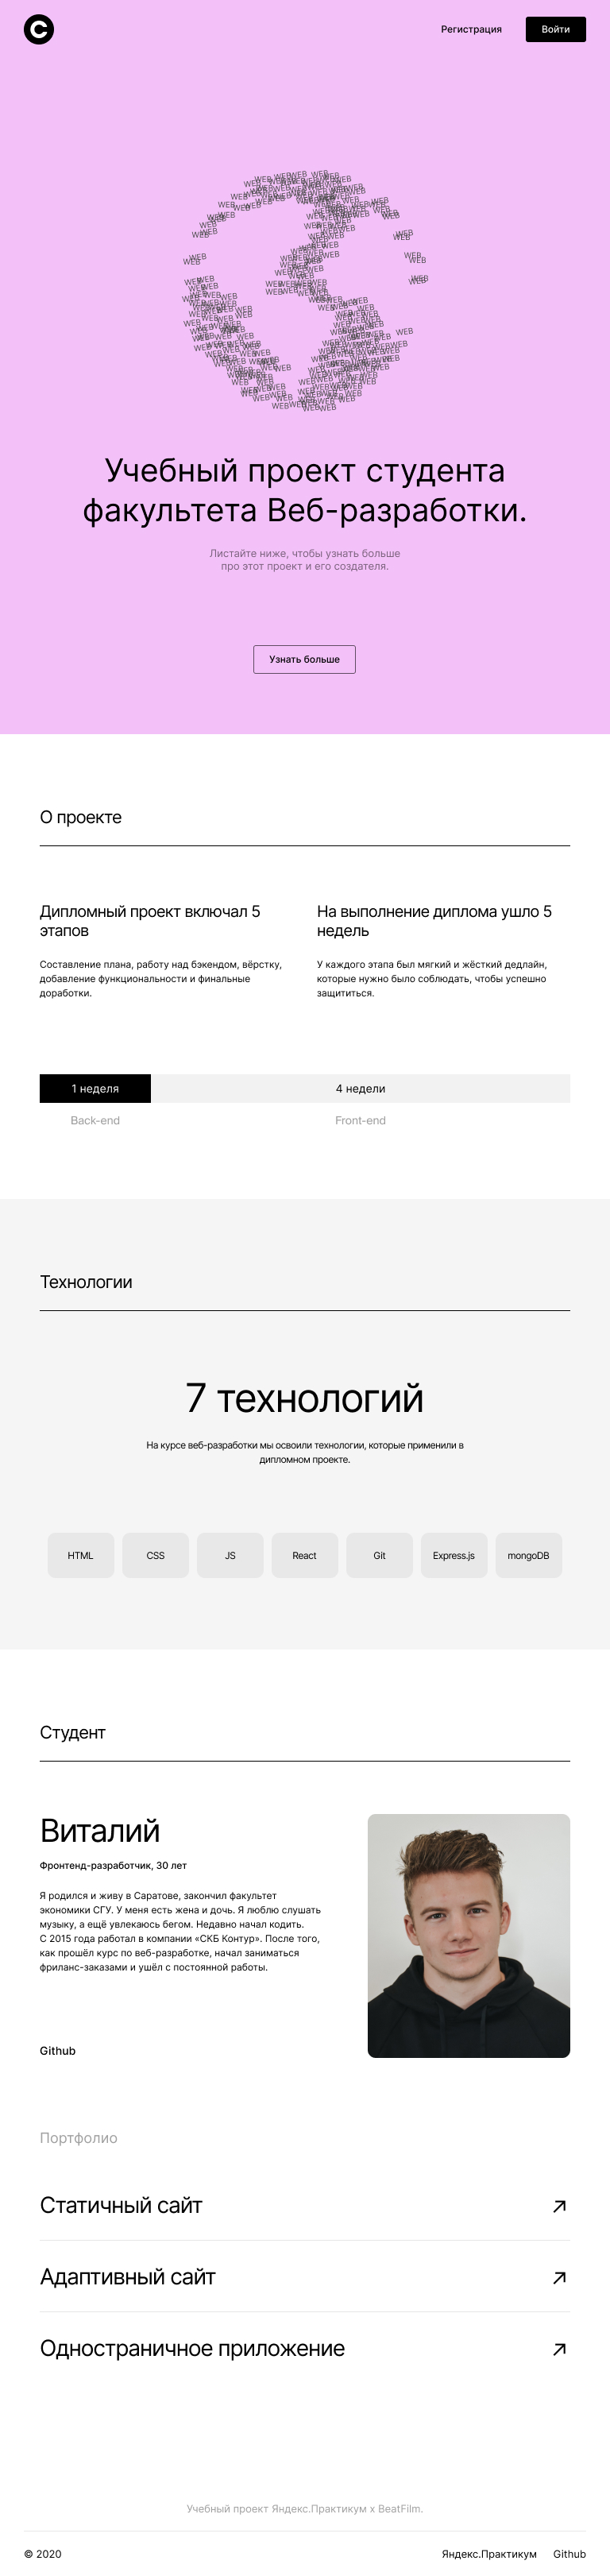 Регистрация
Войти
Учебный проект студента
факультета Веб-разработки.
Листайте ниже, чтобы узнать больше
про этот проект и его создателя.
Узнать больше
О проекте
Дипломный проект включал 5
этапов
Составление плана, работу над бэкендом, вёрстку,
добавление функциональности и финальные
доработки.
На выполнение диплома ушло 5
недель
У каждого этапа был мягкий и жёсткий дедлайн,
которые нужно было соблюдать, чтобы успешно
защититься.
1 неделя
4 недели
Back-end
Front-end
Технологии
7 технологий
На курсе веб-разработки мы освоили технологии, которые применили в
дипломном проекте.
HTML
CSS
JS
React
Git
Express.js
mongoDB
Студент
Виталий
Фронтенд-разработчик, 30 лет
Я родился и живу в Саратове, закончил факультет
экономики СГУ. У меня есть жена и дочь. Я люблю слушать
музыку, а ещё увлекаюсь бегом. Недавно начал кодить.
С 2015 года работал в компании «СКБ Контур». После того,
как прошёл курс по веб-разработке, начал заниматься
фриланс-заказами и ушёл с постоянной работы.
Github
Портфолио
Статичный сайт
Адаптивный сайт
Одностраничное приложение
Учебный проект Яндекс.Практикум х BeatFilm.
© 2020
Яндекс.Практикум
Github